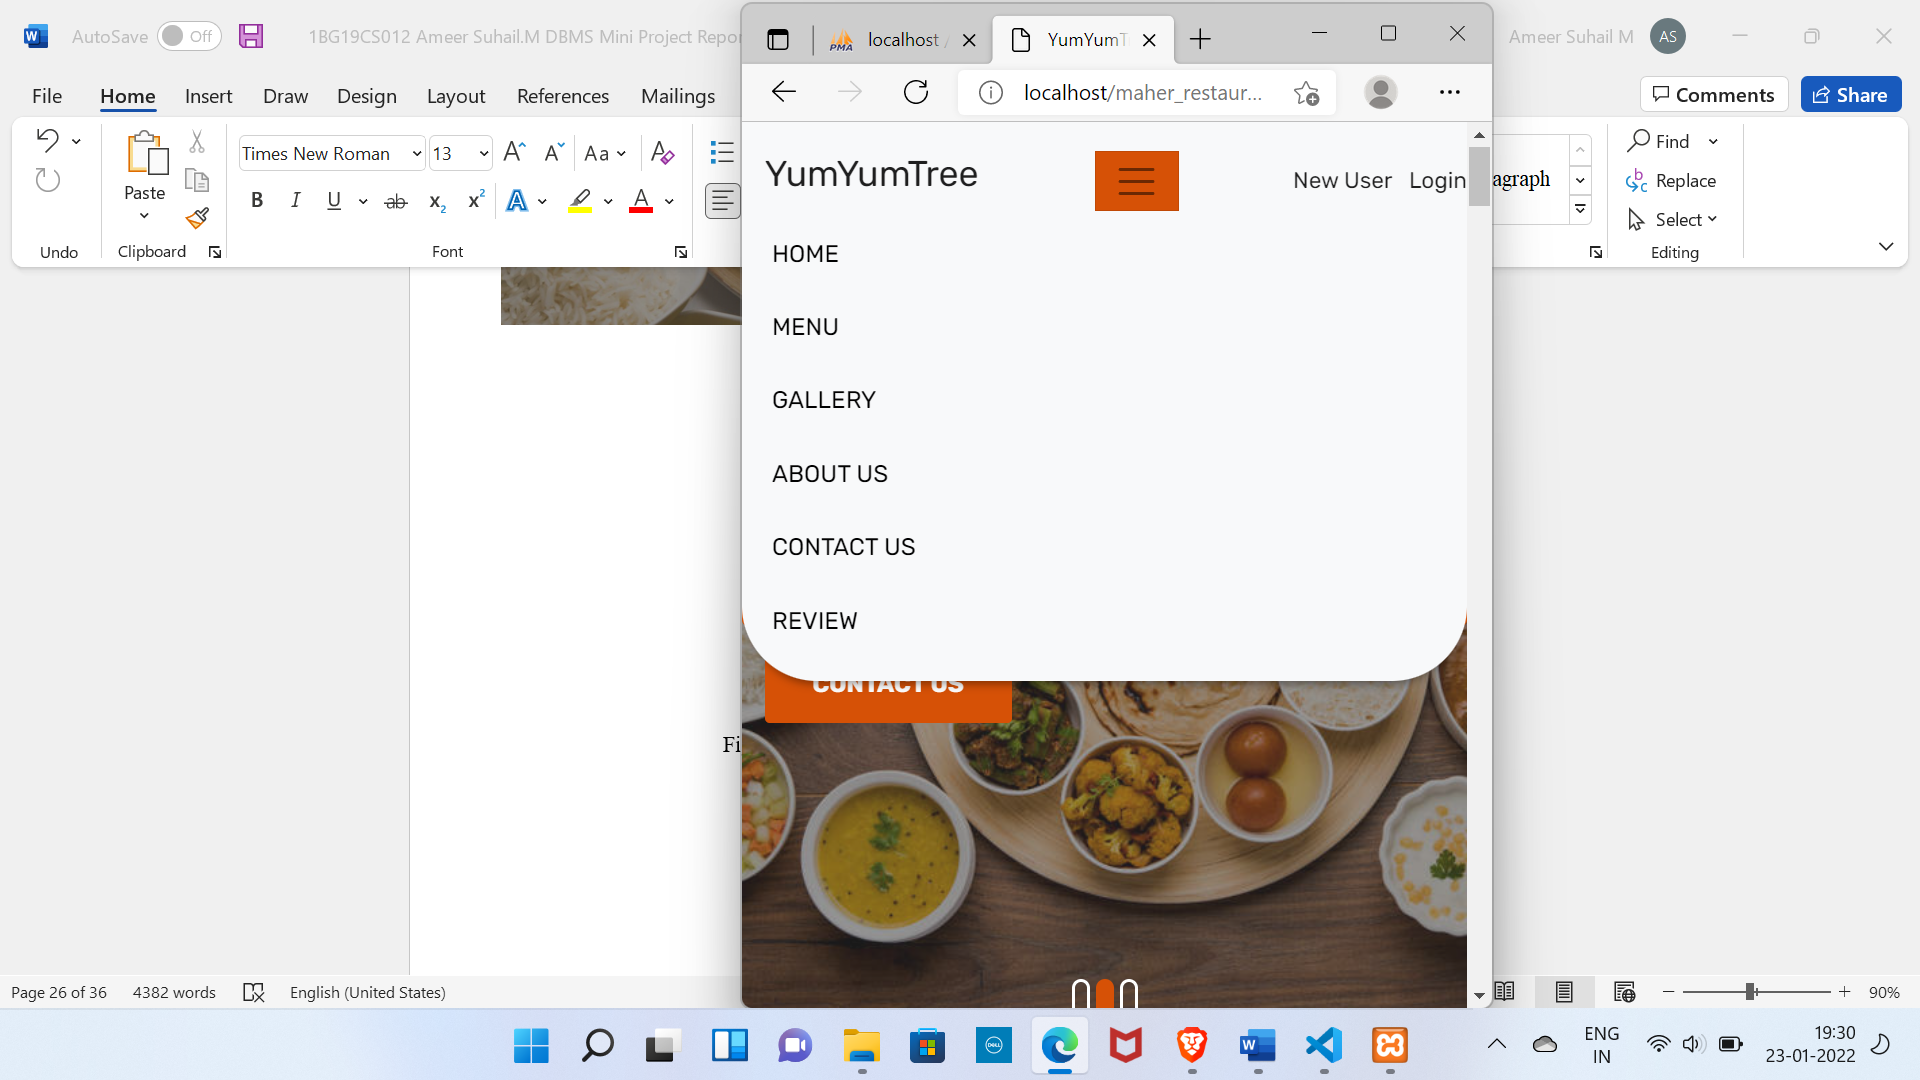 AutoSave Off
1BG19CS012 Ameer Suhail.M DBMS Mini Project Repor
Ameer Suhail M AS
File Home Insert Draw Design Layout References Mailings
Comments Share
Times New Roman 13
Paste
Undo Clipboard Font
agraph
Find
Replace
Select
Editing
localhost / YumYumT
localhost/maher_restaur...
YumYumTree
New User Login
HOME
MENU
GALLERY
ABOUT US
CONTACT US
REVIEW
CONTACT US
Fi
Page 26 of 36 4382 words English (United States) 90%
ENG
IN
19:30
23-01-2022